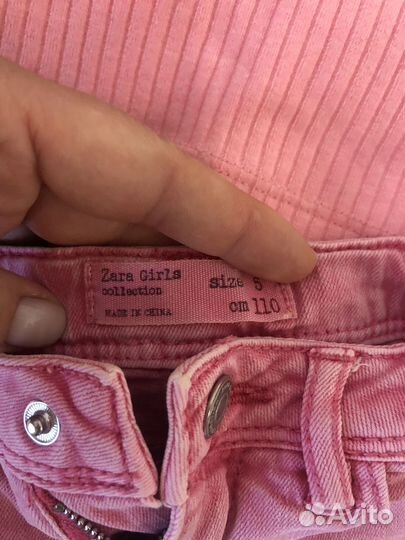 Zara Girls size 5
collection
MADE IN CHINA cm 110
Avito